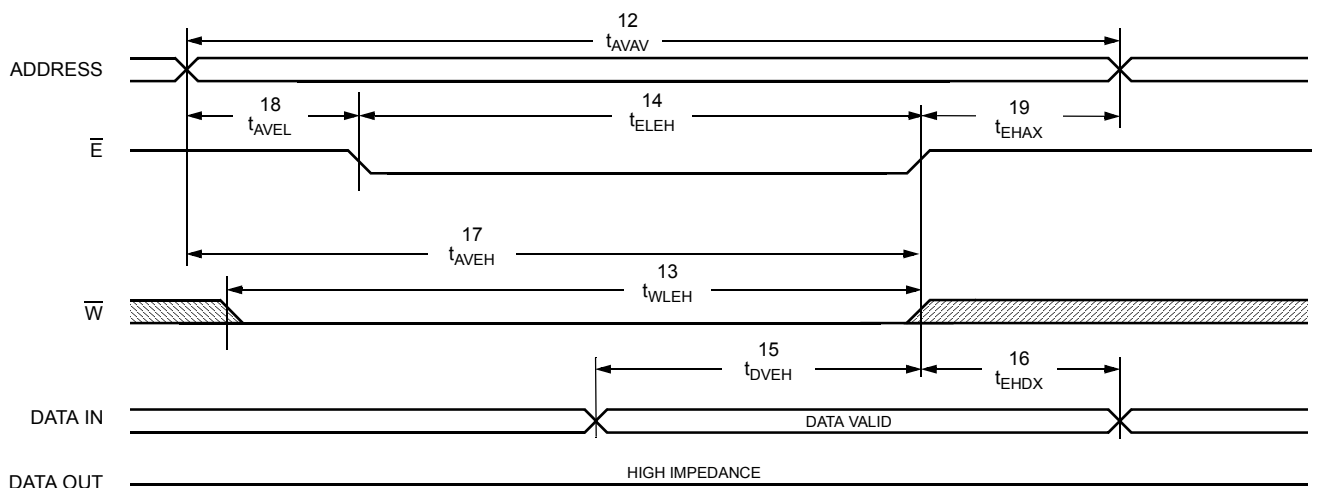 12
tAVAV
ADDRESS
18
tAVEL
14
tELEH
19
tEHAX
E
17
tAVEH
13
tWLEH
W
15
tDVEH
16
tEHDX
DATA IN
DATA VALID
DATA OUT
HIGH IMPEDANCE